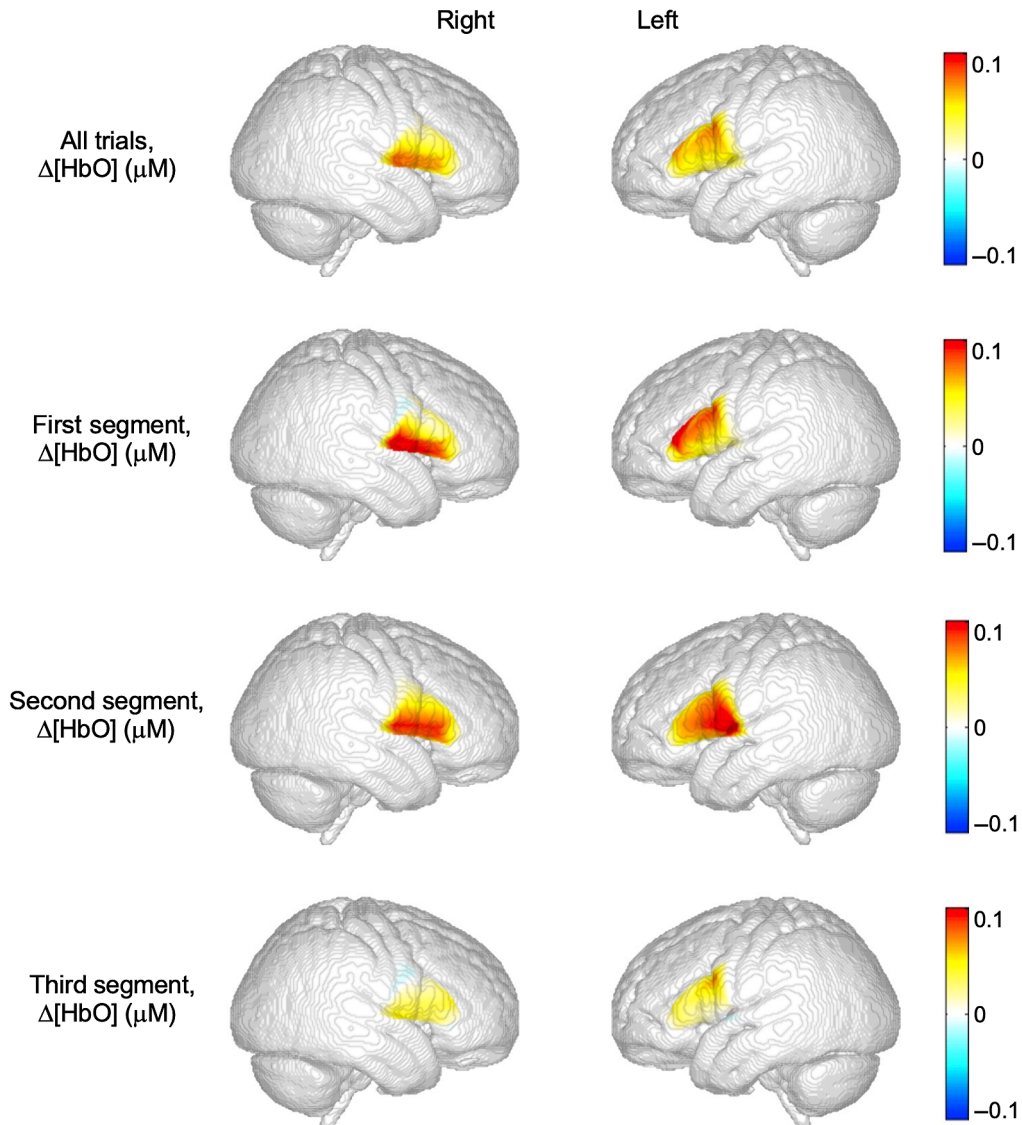 Right Left
All trials,
Δ[HbO] (μM)
0.1
0
–0.1
First segment,
Δ[HbO] (μM)
0.1
0
–0.1
Second segment,
Δ[HbO] (μM)
0.1
0
–0.1
Third segment,
Δ[HbO] (μM)
0.1
0
–0.1